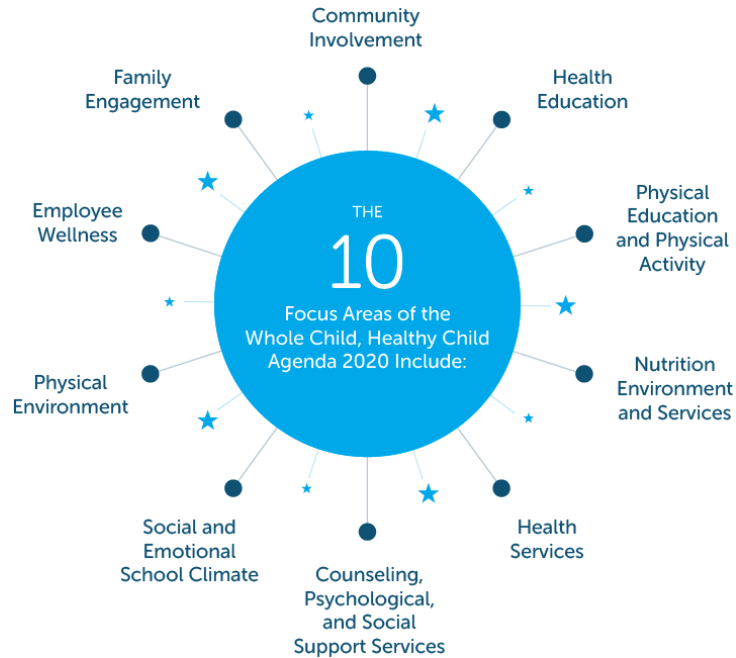 THE
10
Focus Areas of the
Whole Child, Healthy Child
Agenda 2020 Include:
Community
Involvement
Health
Education
Physical
Education
and Physical
Activity
Nutrition
Environment
and Services
Health
Services
Counseling,
Psychological,
and Social
Support Services
Social and
Emotional
School Climate
Physical
Environment
Employee
Wellness
Family
Engagement